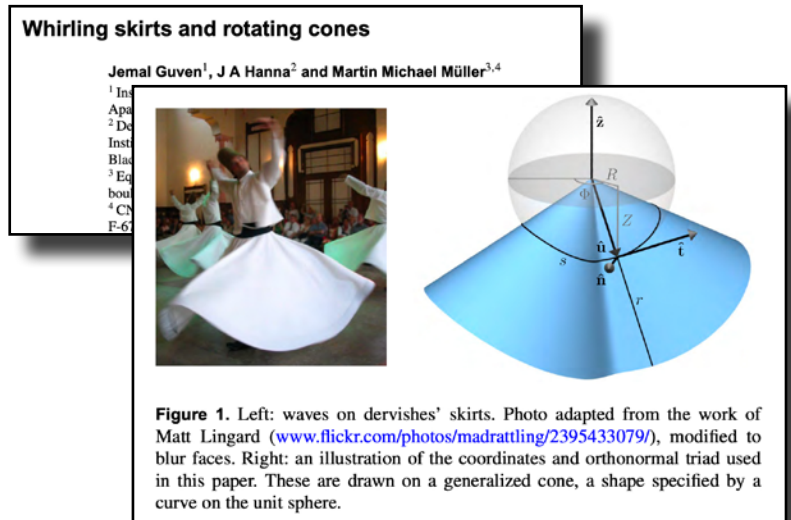 Whirling skirts and rotating cones
Jemal Guven¹, J A Hanna² and Martin Michael Müller³,⁴
¹ Ins
Apa
² De
Insti
Blac
³ Eq
boul
⁴ CN
F-67
ẑ
R
Φ
Z
û
t̂
s
n̂
r
Figure 1. Left: waves on dervishes’ skirts. Photo adapted from the work of
Matt Lingard (www.flickr.com/photos/madrattling/2395433079/), modified to
blur faces. Right: an illustration of the coordinates and orthonormal triad used
in this paper. These are drawn on a generalized cone, a shape specified by a
curve on the unit sphere.